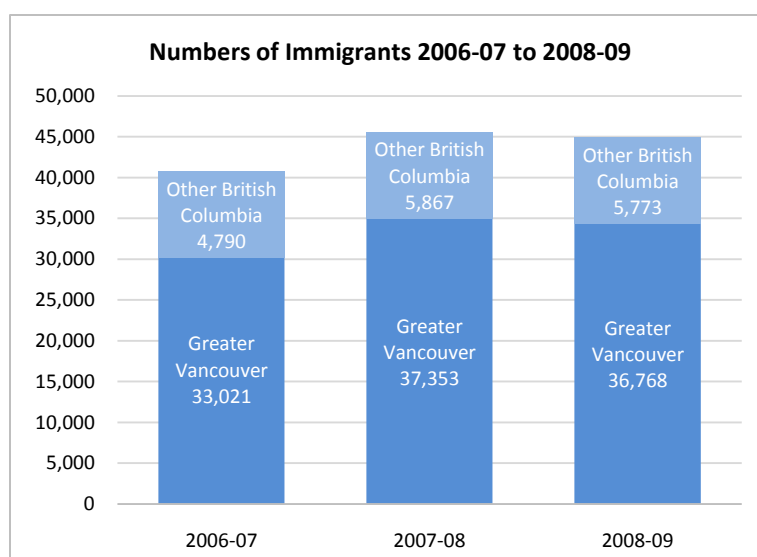 Numbers of Immigrants 2006-07 to 2008-09
50,000
45,000
40,000
35,000
30,000
25,000
20,000
15,000
10,000
5,000
0
Other British
Columbia
4,790
Greater
Vancouver
33,021
Other British
Columbia
5,867
Greater
Vancouver
37,353
Other British
Columbia
5,773
Greater
Vancouver
36,768
2006-07
2007-08
2008-09